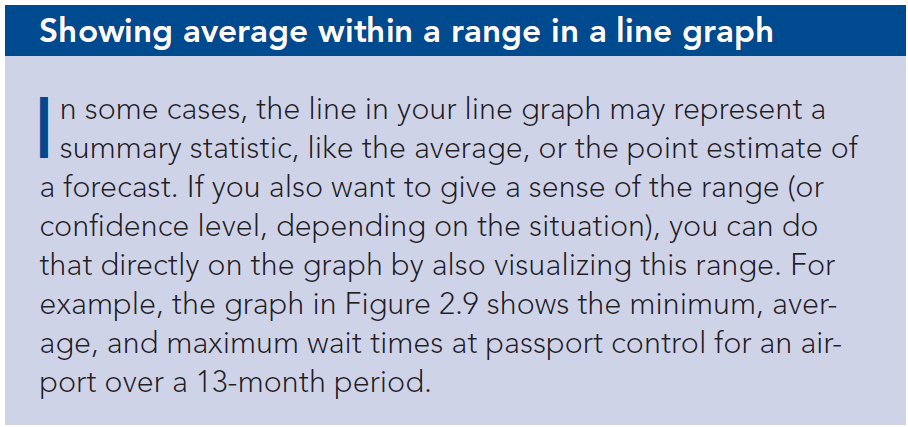 Showing average within a range in a line graph
In some cases, the line in your line graph may represent a
summary statistic, like the average, or the point estimate of
a forecast. If you also want to give a sense of the range (or
confidence level, depending on the situation), you can do
that directly on the graph by also visualizing this range. For
example, the graph in Figure 2.9 shows the minimum, aver-
age, and maximum wait times at passport control for an air-
port over a 13-month period.